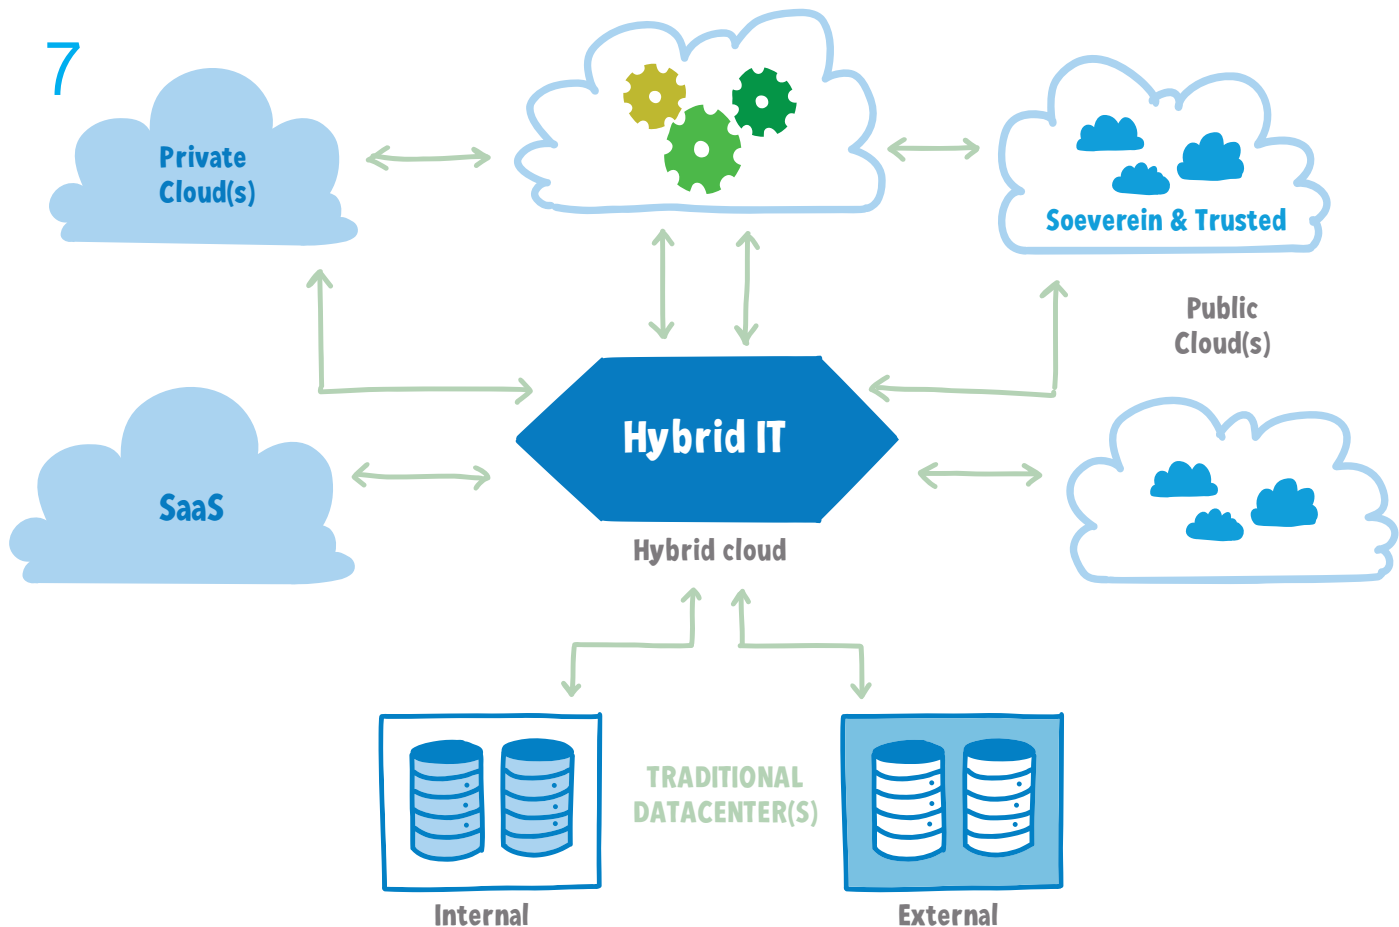 7
Private
Cloud(s)
Soeverein & Trusted
Public
Cloud(s)
Hybrid IT
SaaS
Hybrid cloud
TRADITIONAL
DATACENTER(S)
Internal
External